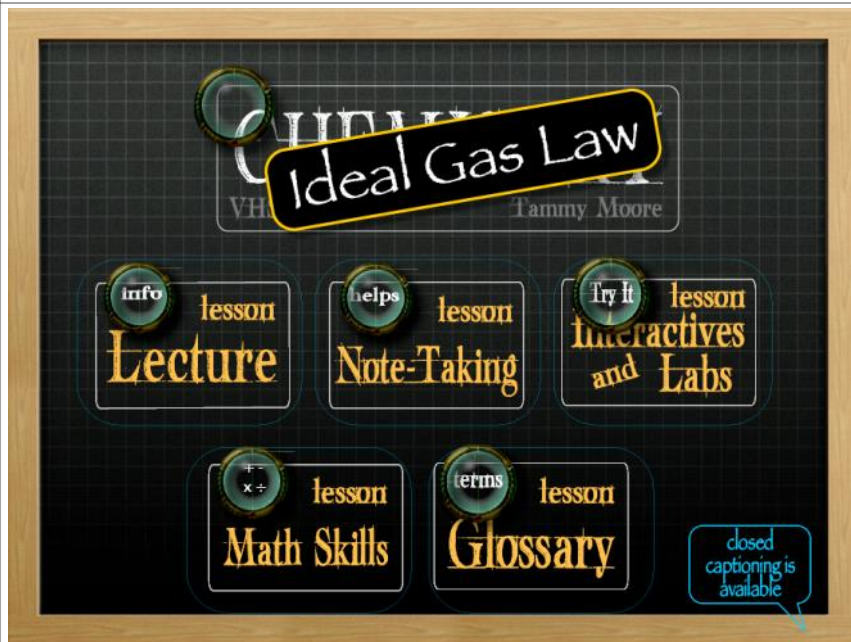 Ideal Gas Law
Tammy Moore
info
lesson
Lecture
helps
lesson
Note-Taking
Try It
lesson
Interactives
and Labs
+ -
x ÷
lesson
Math Skills
terms
lesson
Glossary
closed
captioning is
available